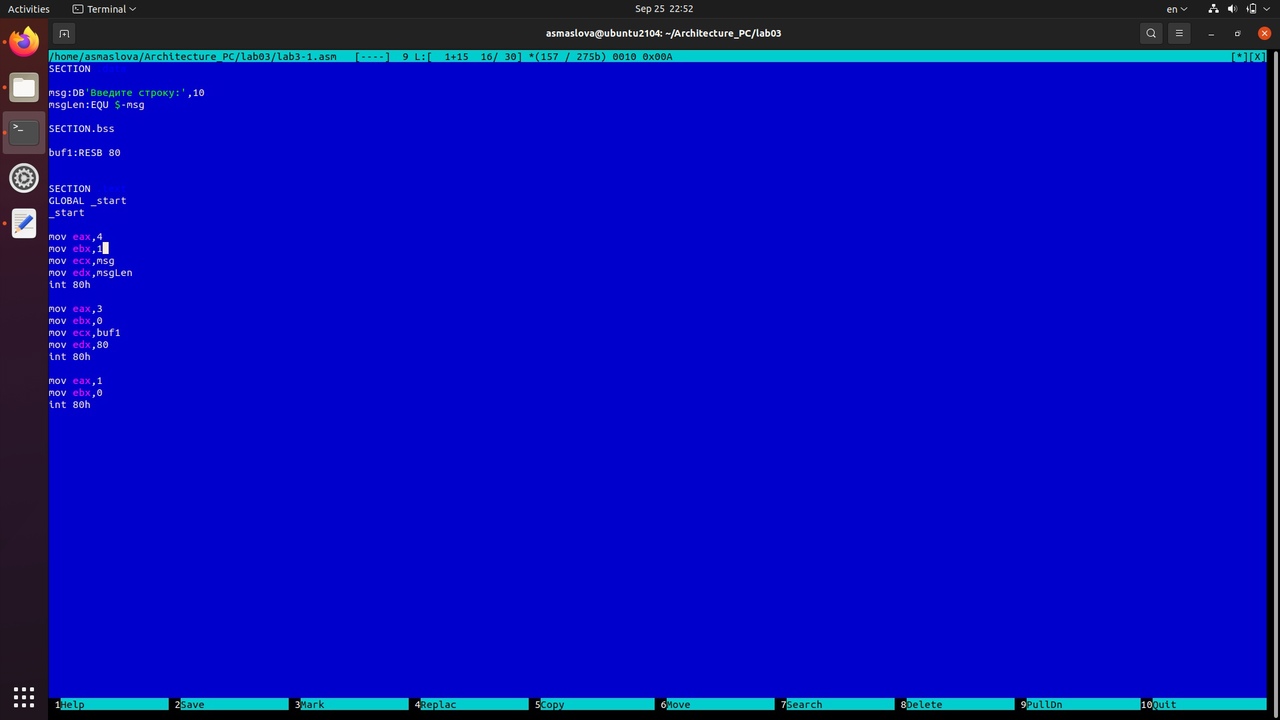 Activities
Terminal
Sep 25 22:52
en
asmaslova@ubuntu2104: ~/Architecture_PC/lab03
/home/asmaslova/Architecture_PC/lab03/lab3-1.asm [----] 9 L:[ 1+15 16/ 30] *(157 / 275b) 0010 0x00A [*][X]
SECTION
msg:DB'Введите строку:',10
msgLen:EQU $-msg
SECTION.bss
buf1:RESB 80
SECTION
GLOBAL _start
_start
mov eax,4
mov ebx,1
mov ecx,msg
mov edx,msgLen
int 80h
mov eax,3
mov ebx,0
mov ecx,buf1
mov edx,80
int 80h
mov eax,1
mov ebx,0
int 80h
1Help 2Save 3Mark 4Replac 5Copy 6Move 7Search 8Delete 9PullDn 10Quit